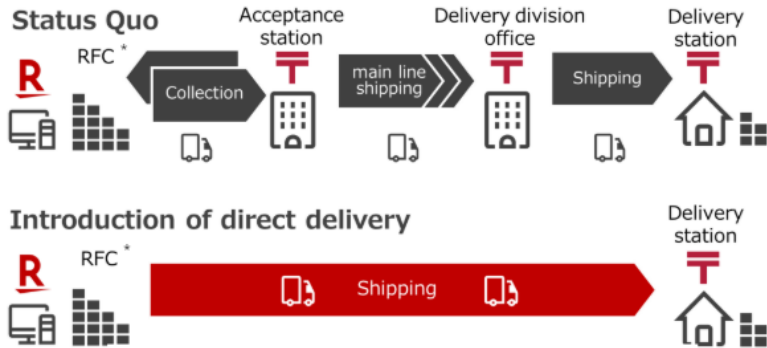 Status Quo
RFC *
Acceptance
station
Delivery division
office
Delivery
station
R
Collection
main line
shipping
Shipping
Introduction of direct delivery
RFC *
Delivery
station
R
Shipping